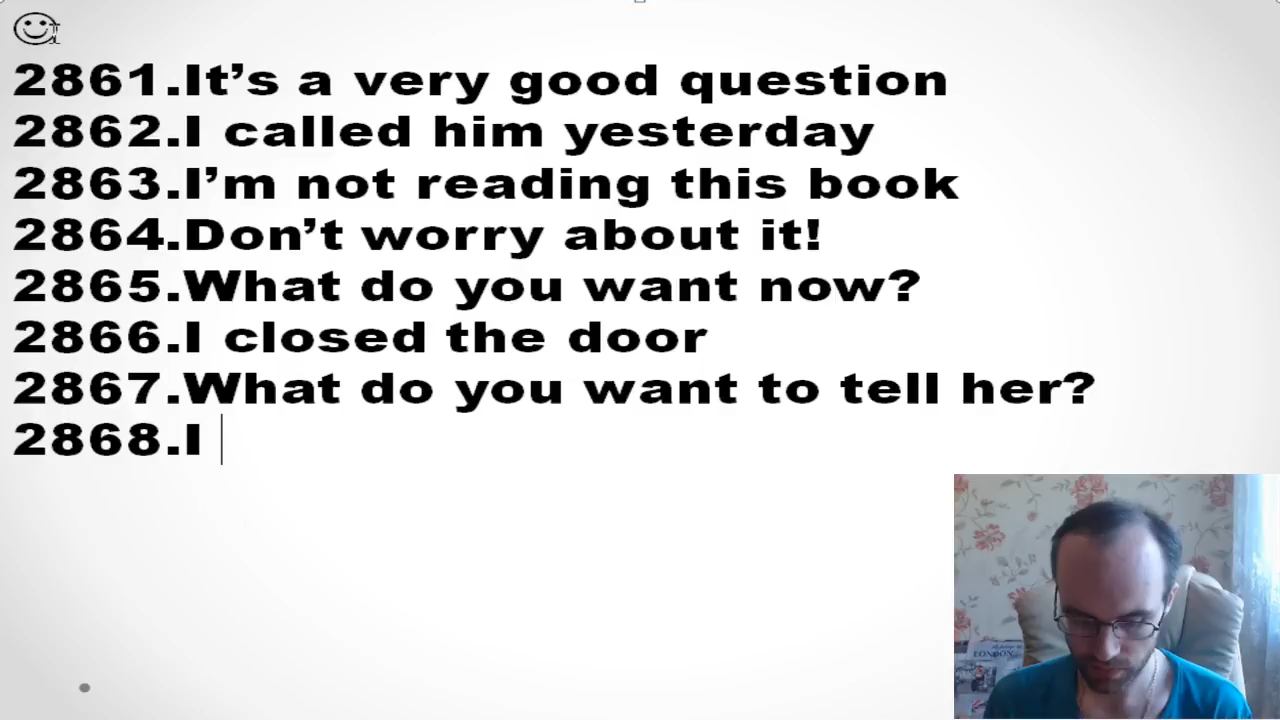 2861.It’s a very good question
2862.I called him yesterday
2863.I’m not reading this book
2864.Don’t worry about it!
2865.What do you want now?
2866.I closed the door
2867.What do you want to tell her?
2868.I